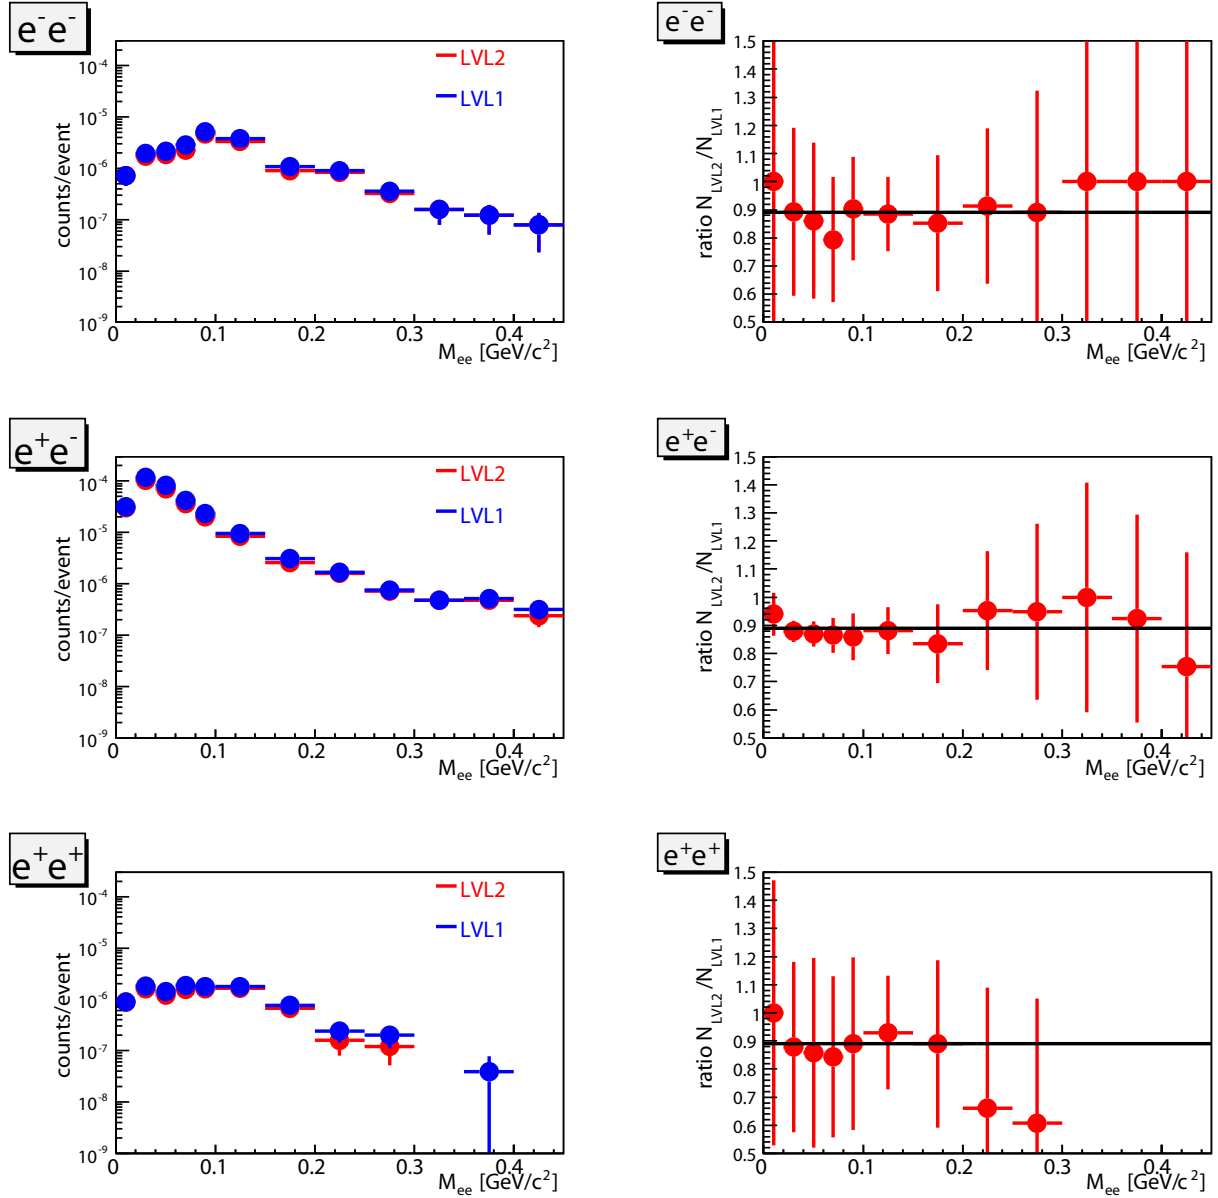 e⁻e⁻
counts/event
10⁻⁴
10⁻⁵
10⁻⁶
10⁻⁷
10⁻⁸
10⁻⁹
LVL2
LVL1
0 0.1 0.2 0.3 0.4
M_ee [GeV/c²]
e⁻e⁻
ratio N_LVL2/N_LVL1
1.5
1.4
1.3
1.2
1.1
1
0.9
0.8
0.7
0.6
0.5
0 0.1 0.2 0.3 0.4
M_ee [GeV/c²]
e⁺e⁻
counts/event
10⁻⁴
10⁻⁵
10⁻⁶
10⁻⁷
10⁻⁸
10⁻⁹
LVL2
LVL1
0 0.1 0.2 0.3 0.4
M_ee [GeV/c²]
e⁺e⁻
ratio N_LVL2/N_LVL1
1.5
1.4
1.3
1.2
1.1
1
0.9
0.8
0.7
0.6
0.5
0 0.1 0.2 0.3 0.4
M_ee [GeV/c²]
e⁺e⁺
counts/event
10⁻⁴
10⁻⁵
10⁻⁶
10⁻⁷
10⁻⁸
10⁻⁹
LVL2
LVL1
0 0.1 0.2 0.3 0.4
M_ee [GeV/c²]
e⁺e⁺
ratio N_LVL2/N_LVL1
1.5
1.4
1.3
1.2
1.1
1
0.9
0.8
0.7
0.6
0.5
0 0.1 0.2 0.3 0.4
M_ee [GeV/c²]